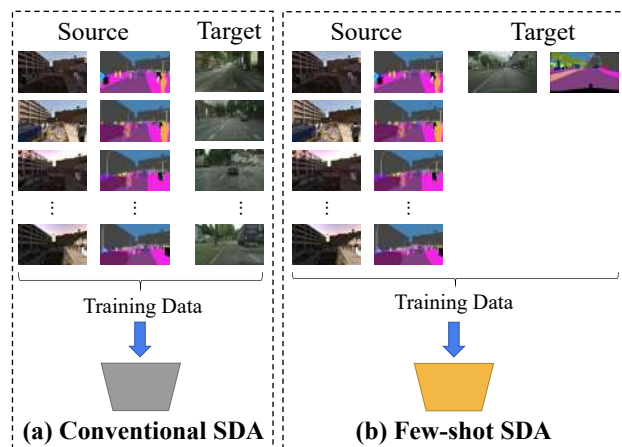 Source Target
Training Data
(a) Conventional SDA
Source Target
Training Data
(b) Few-shot SDA